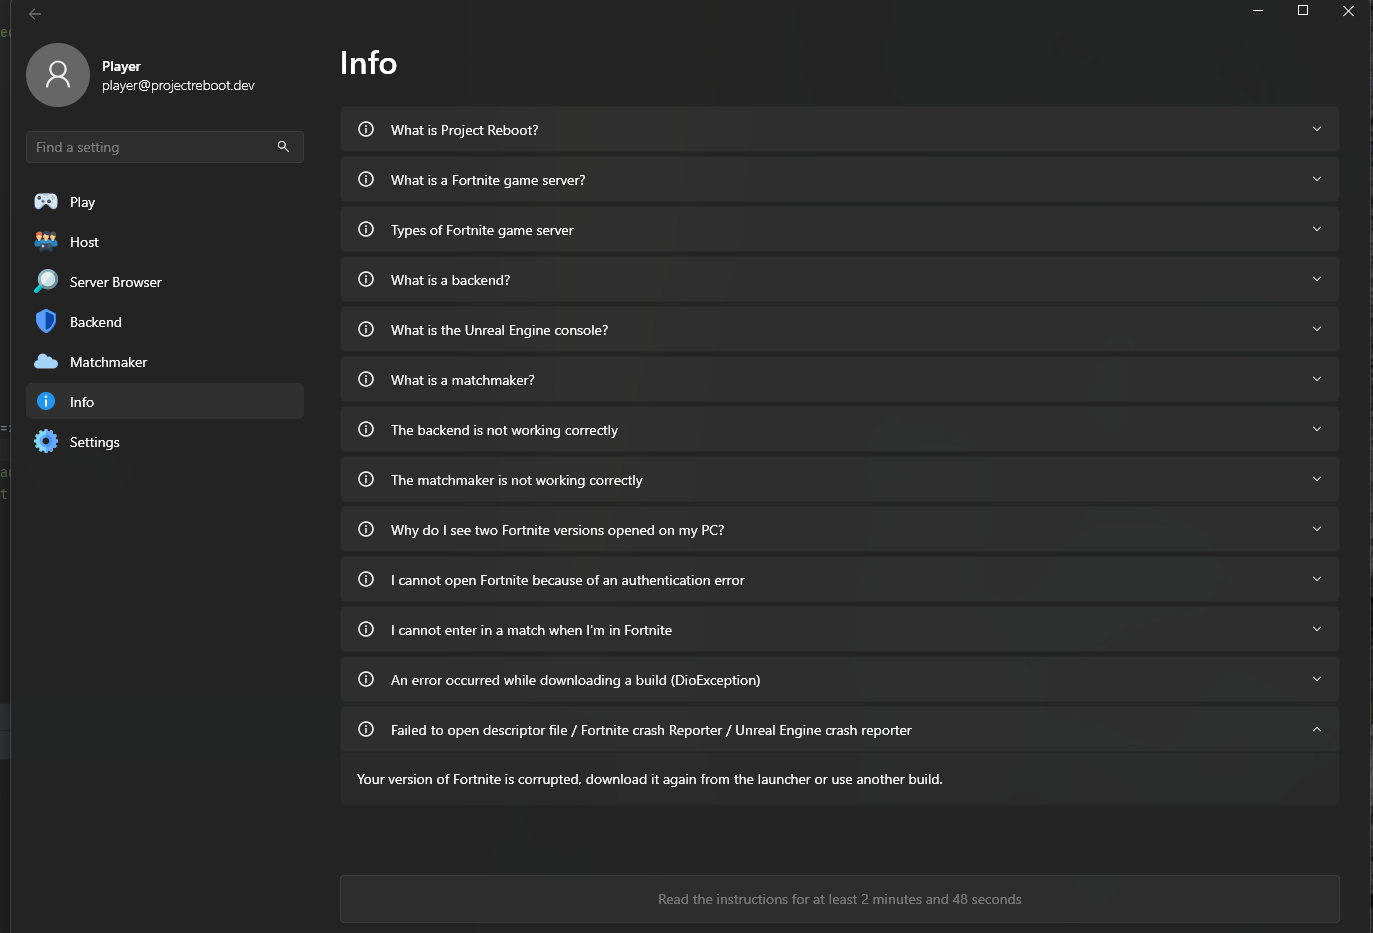 Player
player@projectreboot.dev
Find a setting
Play
Host
Server Browser
Backend
Matchmaker
Info
Settings
Info
What is Project Reboot?
What is a Fortnite game server?
Types of Fortnite game server
What is a backend?
What is the Unreal Engine console?
What is a matchmaker?
The backend is not working correctly
The matchmaker is not working correctly
Why do I see two Fortnite versions opened on my PC?
I cannot open Fortnite because of an authentication error
I cannot enter in a match when I'm in Fortnite
An error occurred while downloading a build (DioException)
Failed to open descriptor file / Fortnite crash Reporter / Unreal Engine crash reporter
Your version of Fortnite is corrupted, download it again from the launcher or use another build.
Read the instructions for at least 2 minutes and 48 seconds